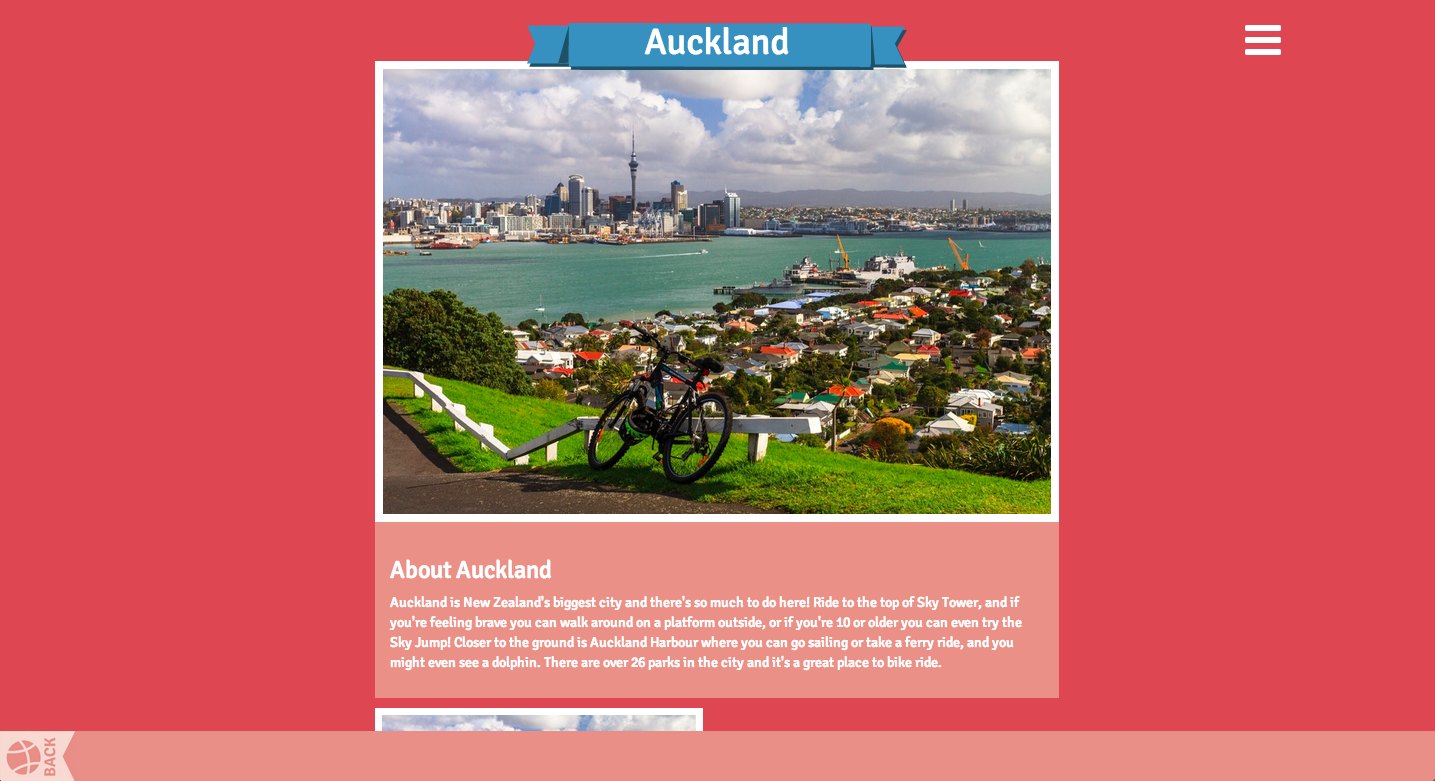 Auckland
About Auckland
Auckland is New Zealand's biggest city and there's so much to do here! Ride to the top of Sky Tower, and if
you're feeling brave you can walk around on a platform outside, or if you're 10 or older you can even try the
Sky Jump! Closer to the ground is Auckland Harbour where you can go sailing or take a ferry ride, and you
might even see a dolphin. There are over 26 parks in the city and it's a great place to bike ride.
BACK